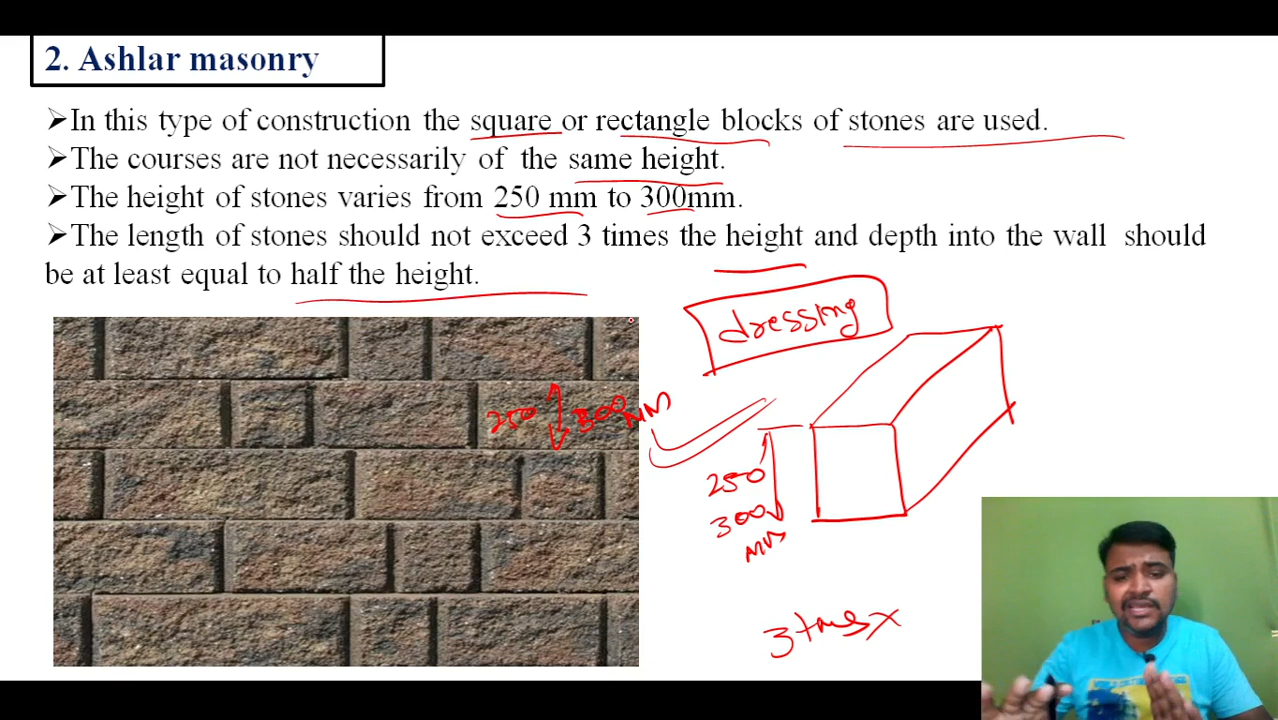 2. Ashlar masonry
➢In this type of construction the square or rectangle blocks of stones are used.
➢The courses are not necessarily of the same height.
➢The height of stones varies from 250 mm to 300mm.
➢The length of stones should not exceed 3 times the height and depth into the wall should
be at least equal to half the height.
dressing
250 300MM
250
300
MM
3 times x